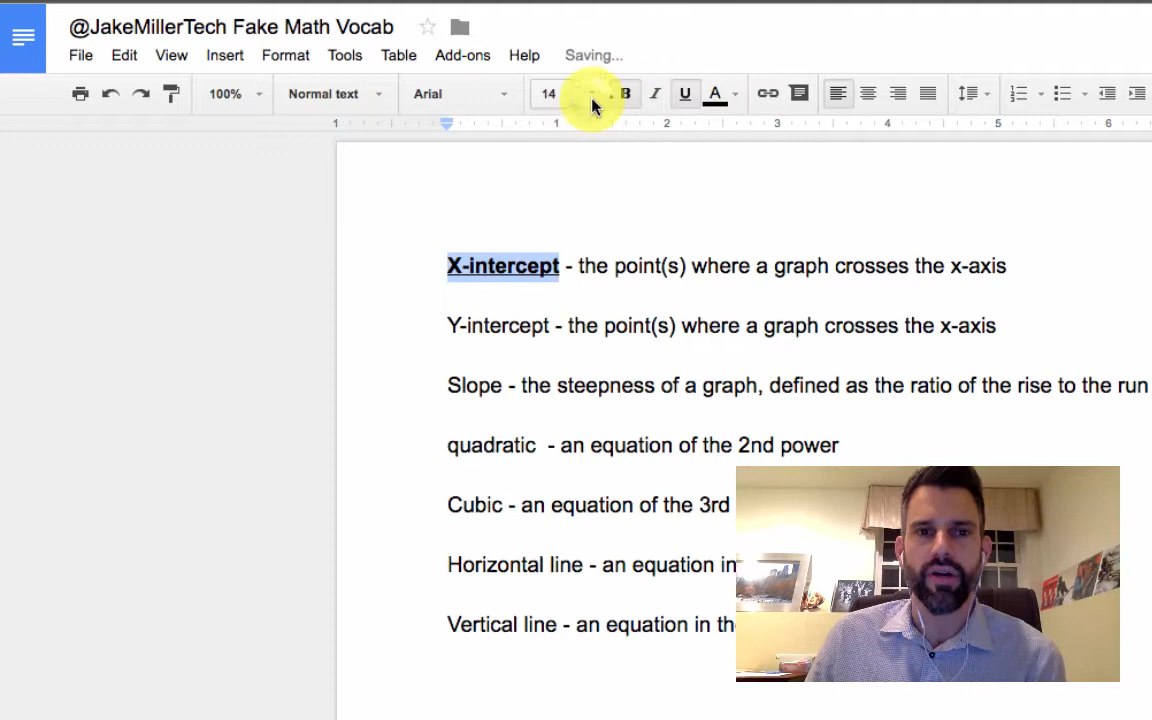 @JakeMillerTech Fake Math Vocab
File Edit View Insert Format Tools Table Add-ons Help Saving...
100% Normal text Arial 14 B I U A
1 1 2 3 4 5 6
X-intercept - the point(s) where a graph crosses the x-axis
Y-intercept - the point(s) where a graph crosses the x-axis
Slope - the steepness of a graph, defined as the ratio of the rise to the run
quadratic - an equation of the 2nd power
Cubic - an equation of the 3rd
Horizontal line - an equation in
Vertical line - an equation in the